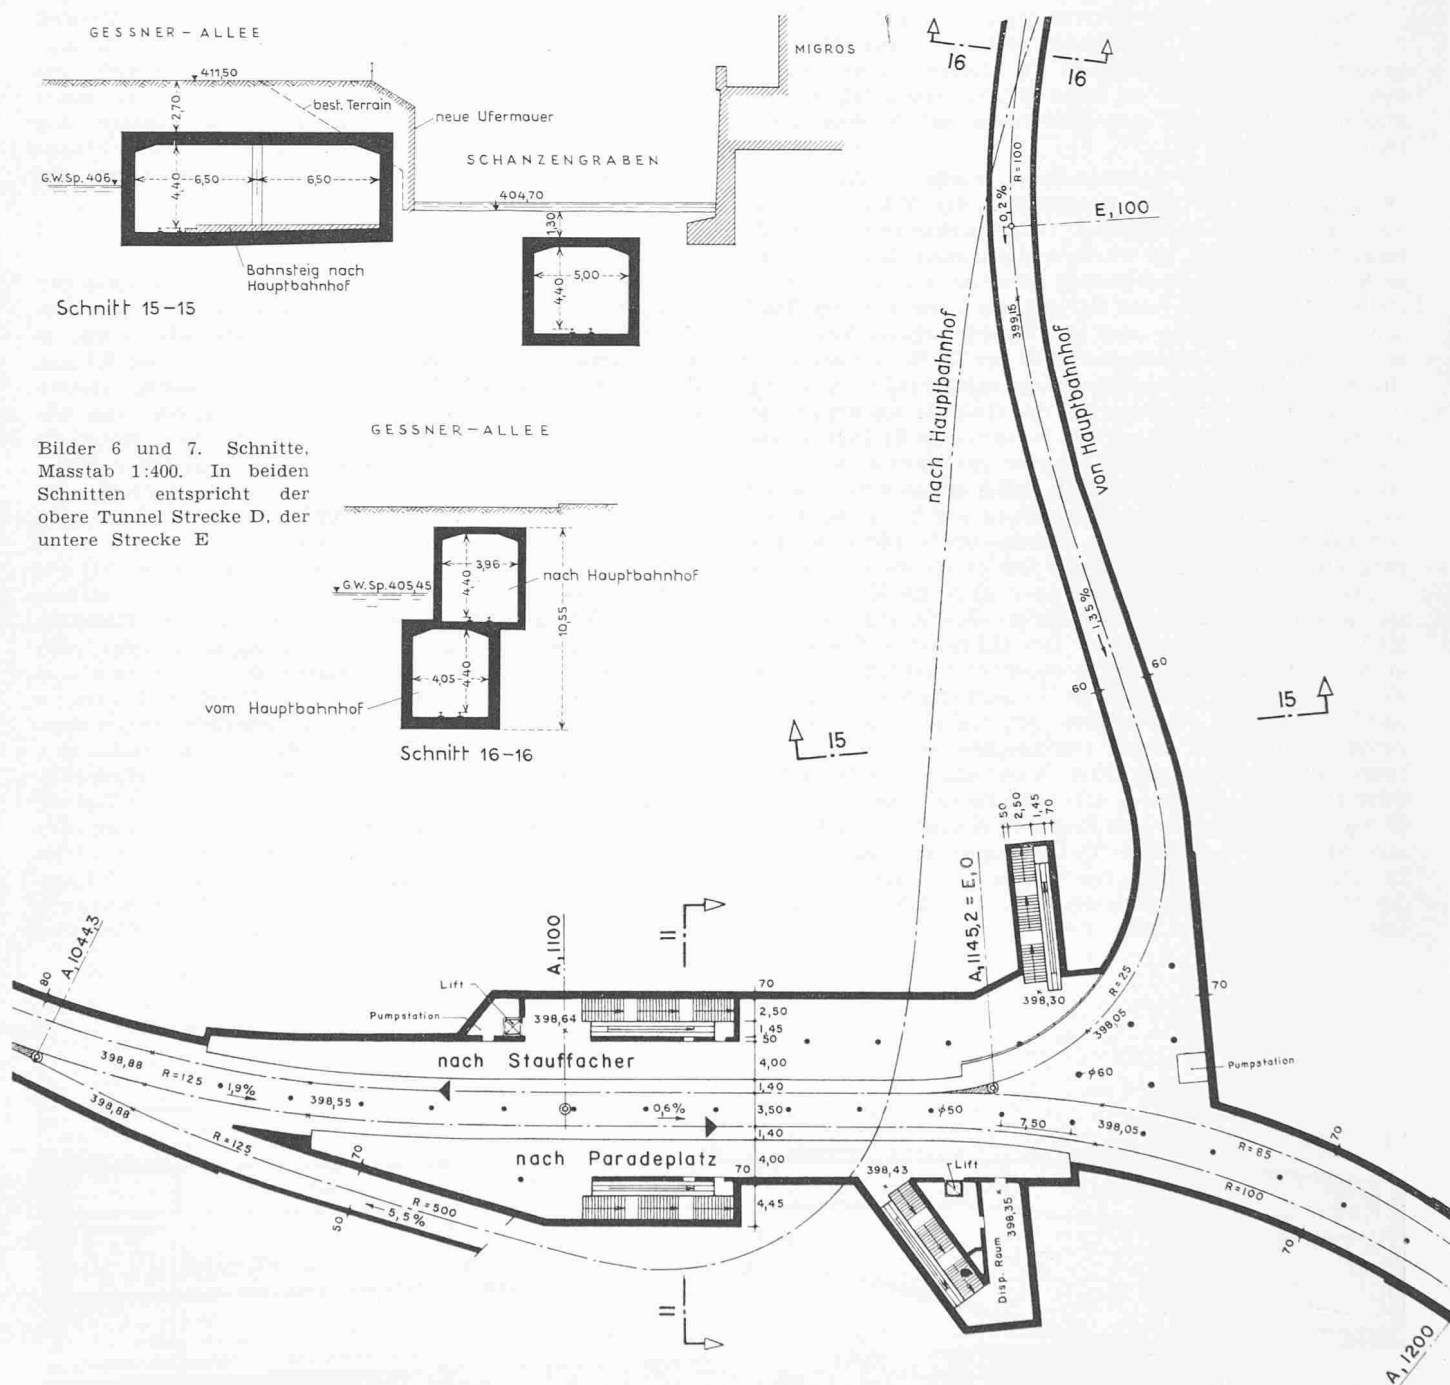 GESSNER-ALLEE
411,50
2,70
best. Terrain
neue Ufermauer
MIGROS
SCHANZENGRABEN
G.W.Sp. 406
4,40
6,50
6,50
404,70
1,30
5,00
4,40
Bahnsteig nach
Hauptbahnhof
Schnitt 15-15
GESSNER-ALLEE
Bilder 6 und 7. Schnitte,
Masstab 1:400. In beiden
Schnitten entspricht der
obere Tunnel Strecke D, der
untere Strecke E
G.W.Sp. 405,45
3,96
4,40
nach Hauptbahnhof
10,55
4,05
4,40
vom Hauptbahnhof
Schnitt 16-16
16
16
R=100
0,2%
E, 100
399,15
nach Hauptbahnhof
von Hauptbahnhof
1,35%
60
60
15
15
50
2,50
1,45
70
A, 1044,3
80
A, 1100
II
A, 1145,2 = E, 0
Lift
Pumpstation
398,64
70
2,50
1,45
50
398,30
R=25
398,05
70
nach Stauffacher
4,00
398,88
R=125
1,9%
398,55
398,88
1,40
ϕ60
Pumpstation
0,6%
3,50
ϕ50
7,50
398,05
1,40
R=125
70
nach Paradeplatz
70
4,00
398,43
Lift
R=85
70
R=100
R=500
5,5%
50
4,45
398,35
Disp. Raum
70
II
A, 1200